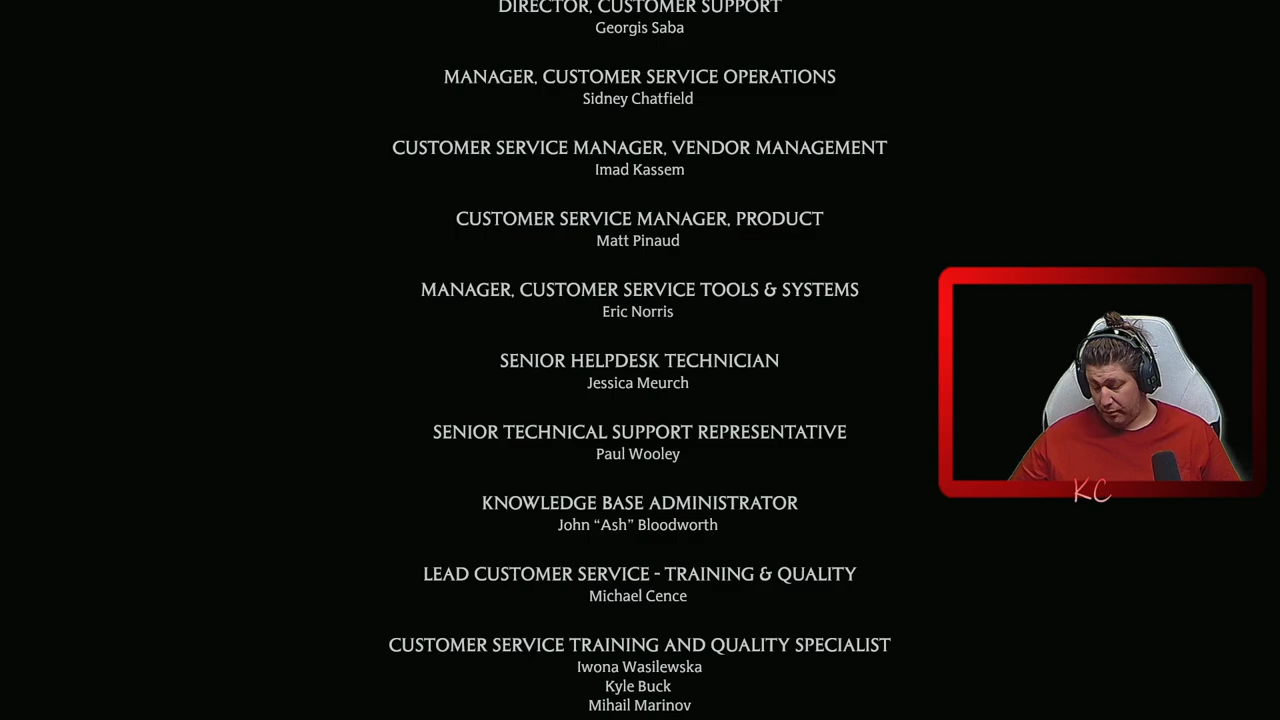 DIRECTOR, CUSTOMER SUPPORT
Georgis Saba
MANAGER, CUSTOMER SERVICE OPERATIONS
Sidney Chatfield
CUSTOMER SERVICE MANAGER, VENDOR MANAGEMENT
Imad Kassem
CUSTOMER SERVICE MANAGER, PRODUCT
Matt Pinaud
MANAGER, CUSTOMER SERVICE TOOLS & SYSTEMS
Eric Norris
SENIOR HELPDESK TECHNICIAN
Jessica Meurch
SENIOR TECHNICAL SUPPORT REPRESENTATIVE
Paul Wooley
KNOWLEDGE BASE ADMINISTRATOR
John “Ash” Bloodworth
LEAD CUSTOMER SERVICE - TRAINING & QUALITY
Michael Cence
CUSTOMER SERVICE TRAINING AND QUALITY SPECIALIST
Iwona Wasilewska
Kyle Buck
Mihail Marinov
KC